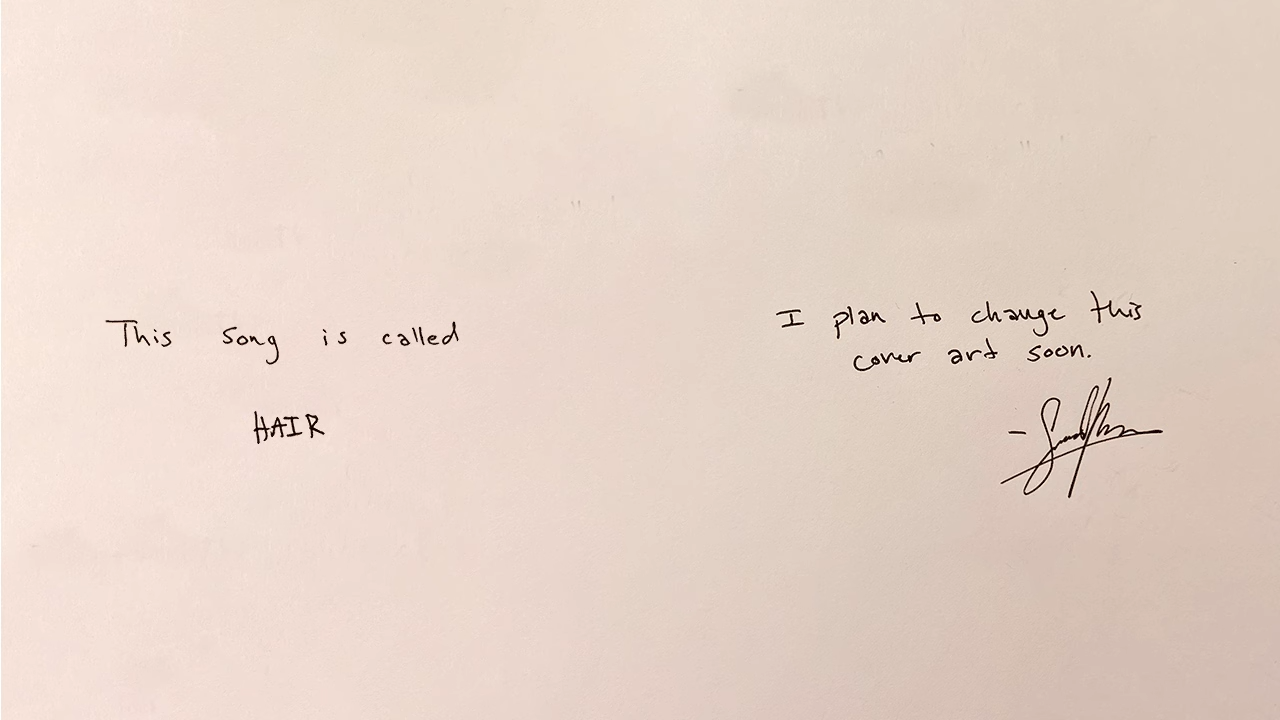 This song is called
HAIR
I plan to change this
cover art soon.